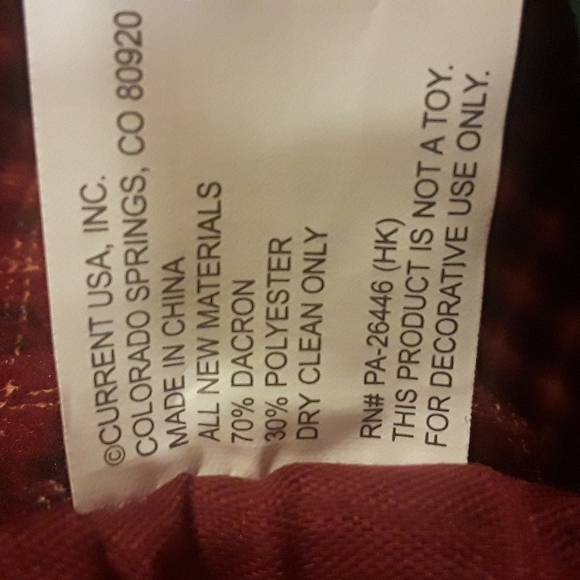 ©CURRENT USA, INC.
COLORADO SPRINGS, CO 80920
MADE IN CHINA
ALL NEW MATERIALS
70% DACRON
30% POLYESTER
DRY CLEAN ONLY
RN# PA-26446 (HK)
THIS PRODUCT IS NOT A TOY.
FOR DECORATIVE USE ONLY.